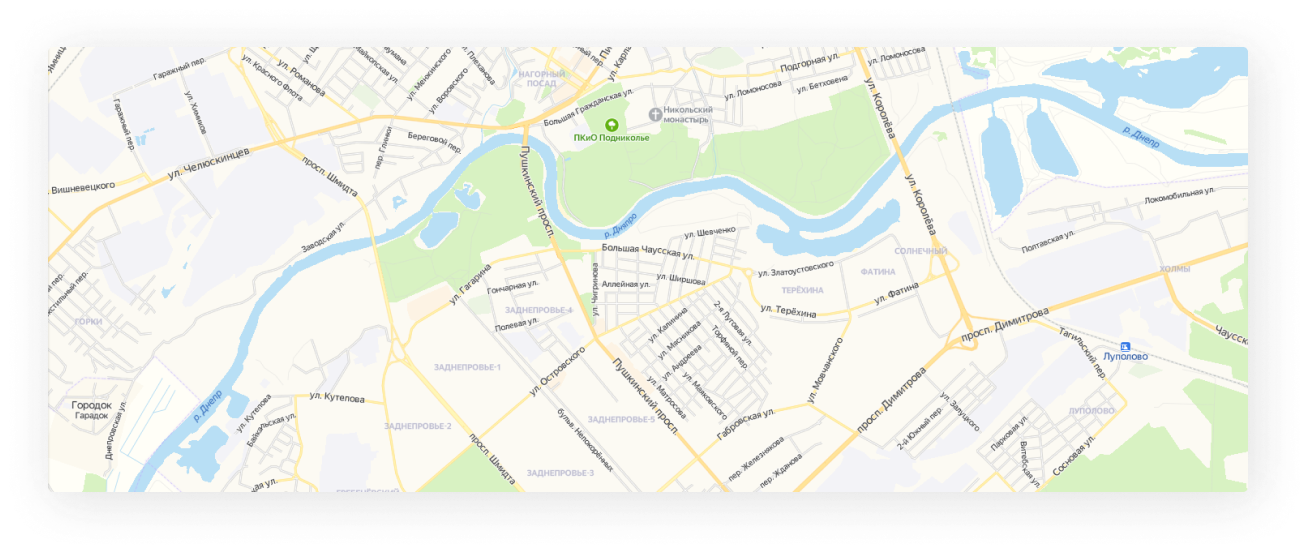 Гаражный пер.
ул. Красного Флота
ул. Романова
Майкопская ул.
ул. Менжинского
ул. Воровского
ул. Плеханова
НАГОРНЫЙ
ПОСАД
ул. Карла
Подгорная ул.
ул. Ломоносова
ул. Ломоносова
ул. Бетховена
Большая Гражданская ул.
Никольский
монастырь
ПКиО Подниколье
ул. Королёва
р. Днепр
Гаражный пер.
ул. Химиков
Береговой пер.
пер. Глинки
ул. Челюскинцев
просп. Шмидта
Вишневецкого
Пушкинский просп.
ул. Королёва
Локомобильная ул.
Полтавская ул.
Заводская ул.
р. Днепр
ул. Шевченко
Большая Чаусская ул.
СОЛНЕЧНЫЙ
ФАТИНА
ХОЛМЫ
ул. Гагарина
Гончарная ул.
ул. Чигринова
Аллейная ул.
ул. Ширшова
ул. Златоустовского
ТЕРЁХИНА
ул. Фатина
ЗАДНЕПРОВЬЕ-4
Полевая ул.
ул. Терёхина
ГОРКИ
ул. Калинина
2-я Луговая ул.
ул. Маснякова
Торфяной пер.
ул. Андреева
просп. Димитрова
Тагильский пер.
Чаусск
Луполово
ЗАДНЕПРОВЬЕ-1
ул. Островского
Пушкинский просп.
ул. Матросова
ул. Маяковского
ул. Мовчанского
просп. Димитрова
р. Днепр
Городок
Гарадок
Днепровская ул.
ул. Кутепова
ул. Кутепова
Байкальская ул.
ЗАДНЕПРОВЬЕ-2
просп. Шмидта
бульв. Непокорённых
ЗАДНЕПРОВЬЕ-5
Габровская ул.
ул. Залуцкого
2-й Южный пер.
ЛУПОЛОВО
Парковая ул.
Витебская ул.
Сосновая ул.
ЗАДНЕПРОВЬЕ-3
пер. Железнякова
пер. Жданова